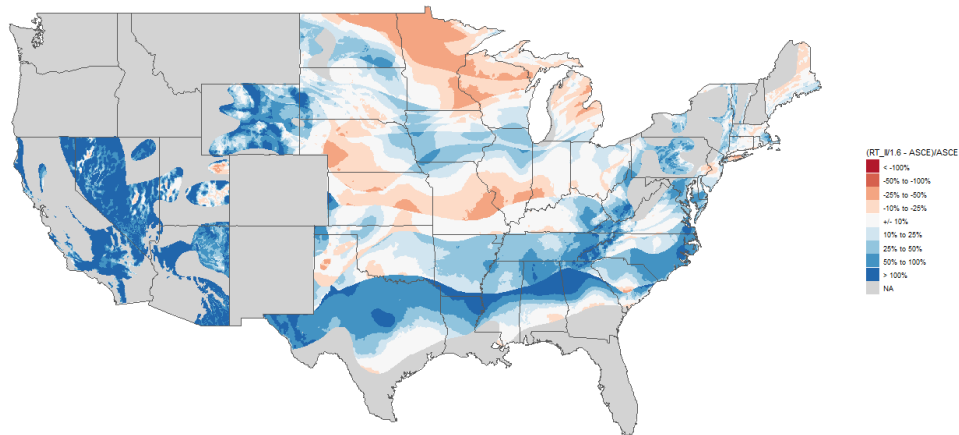 (RT_II/1.6 - ASCE)/ASCE
< -100%
-50% to -100%
-25% to -50%
-10% to -25%
+/- 10%
10% to 25%
25% to 50%
50% to 100%
> 100%
NA